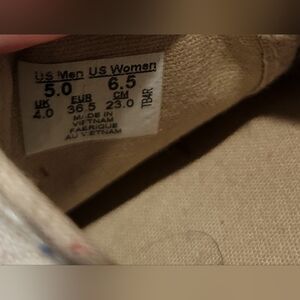 US Men US Women
5.0 6.5
UK EUR CM
4.0 36.5 23.0
MADE IN
VIETNAM
FABRIQUE
AU VIETNAM
TB4R